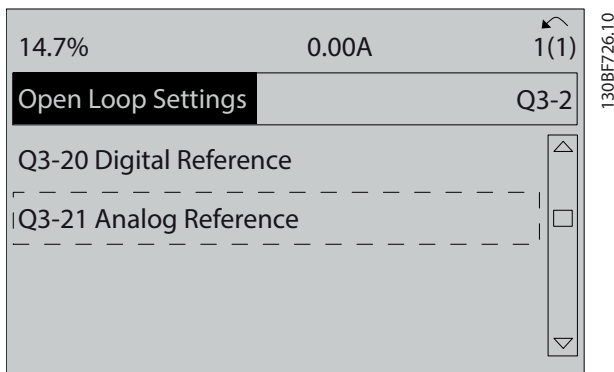 14.7% 0.00A 1(1)
Open Loop Settings Q3-2
Q3-20 Digital Reference
Q3-21 Analog Reference
130BF726.10